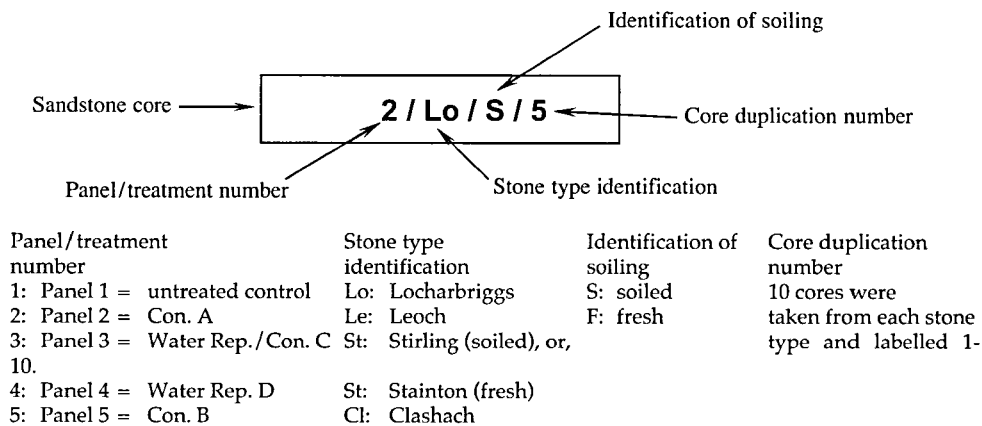 Identification of soiling
Sandstone core
2 / Lo / S / 5
Core duplication number
Panel/treatment number
Stone type identification
Panel/treatment number
1: Panel 1 = untreated control
2: Panel 2 = Con. A
3: Panel 3 = Water Rep./Con. C
4: Panel 4 = Water Rep. D
5: Panel 5 = Con. B
Stone type
identification
Lo: Locharbriggs
Le: Leoch
St: Stirling (soiled), or,
St: Stainton (fresh)
Cl: Clashach
Identification of
soiling
S: soiled
F: fresh
Core duplication
number
10 cores were
taken from each stone
type and labelled 1-
10.